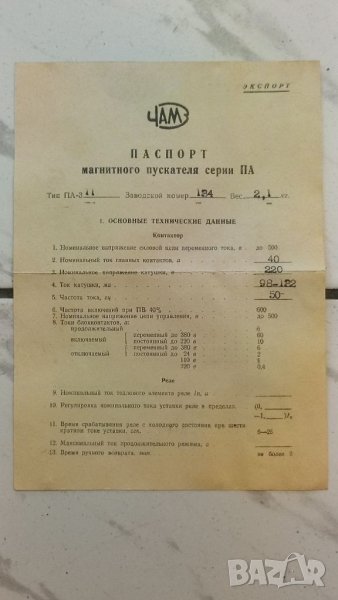 ЭКСПОРТ
ЧАМЗ
ПАСПОРТ
магнитного пускателя серии ПА
Тип ПА-311 Заводской номер 154 Вес 2,1 кг.
1. ОСНОВНЫЕ ТЕХНИЧЕСКИЕ ДАННЫЕ
Контактор
1. Номинальное напряжение силовой цепи переменного тока, в до 500
2. Номинальный ток главных контактов, а 40
3. Номинальное напряжение катушки, в 220
4. Ток катушки, ма 98-122
5. Частота тока, гц 50
6. Частота включений при ПВ 40% 600
7. Номинальное напряжение цепи управления, в до 500
8. Токи блокконтактов, а:
продолжительный 6
включаемый переменный до 380 в 60
постоянный до 220 в 10
отключаемый переменный до 380 в 6
постоянный до 24 в 2
110 в
220 в 0,4
Реле
9. Номинальный ток теплового элемента реле Iн, а
10. Регулировка номинального тока уставки реле в пределах. (0,
—1, )Iн
11. Время срабатывания реле с холодного состояния при шести
кратном токе уставки, сек. 6—25
12. Максимальный ток продолжительного режима, а
13. Время ручного возврата, мин не более 2
BAZAR